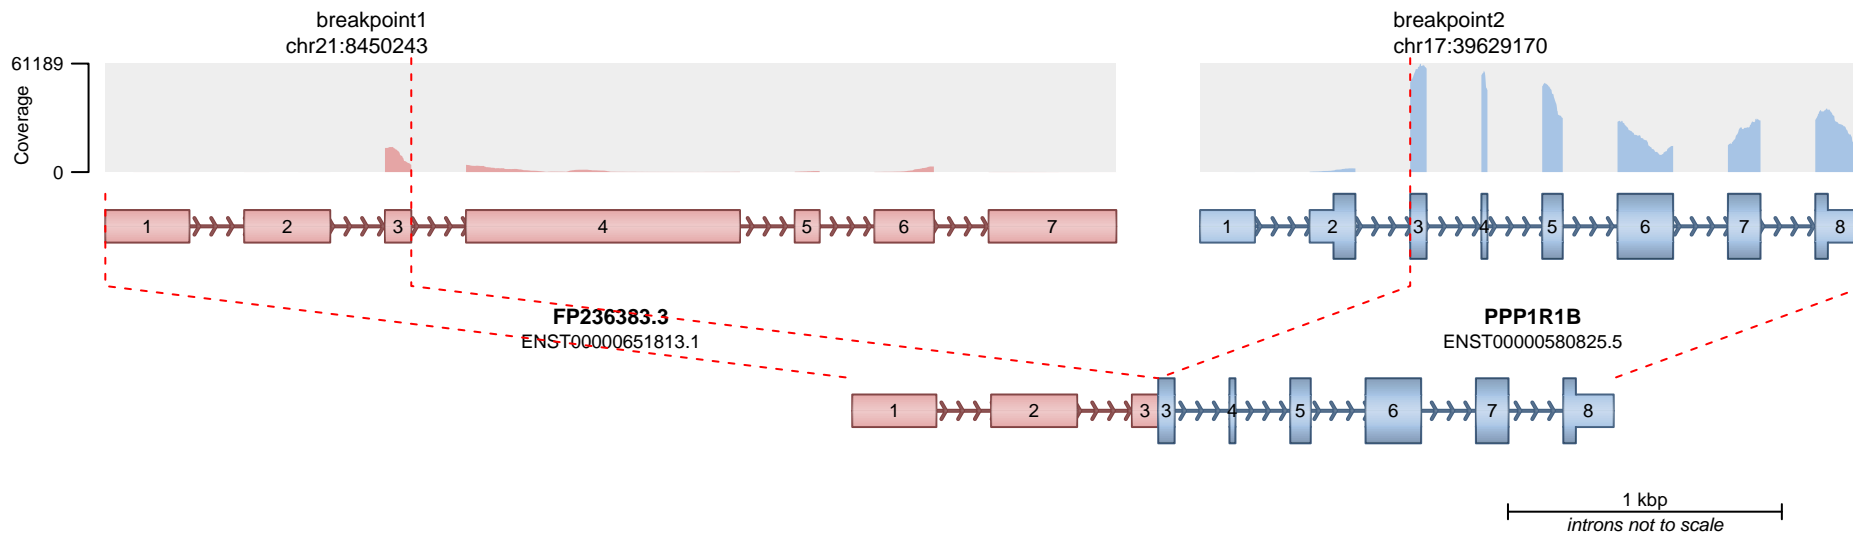 breakpoint1
chr21:8450243
breakpoint2
chr17:39629170
61189
Coverage
0
1 2 3 4 5 6 7
1 2 3 4 5 6 7 8
FP236383.3
ENST00000651813.1
PPP1R1B
ENST00000580825.5
1 2 3 3 4 5 6 7 8
1 kbp
introns not to scale